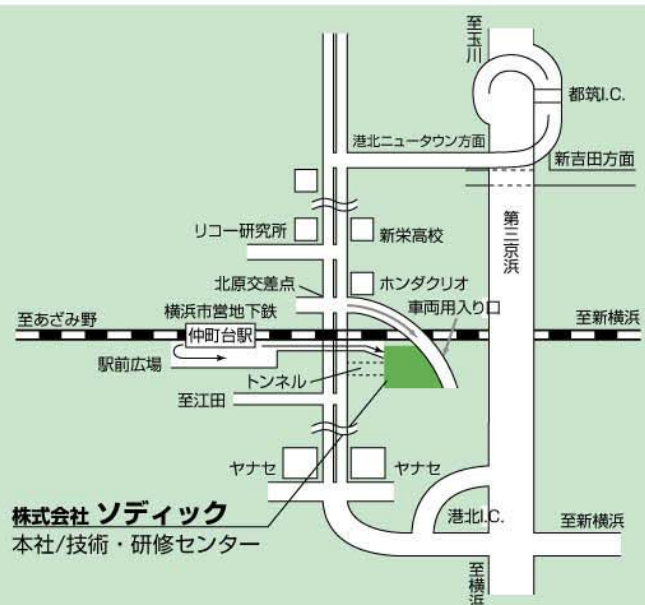 至玉川
都筑I.C.
港北ニュータウン方面
新吉田方面
リコー研究所
新栄高校
第三京浜
北原交差点
ホンダクリオ
横浜市営地下鉄
車両用入り口
至あざみ野
仲町台駅
至新横浜
駅前広場
トンネル
至江田
ヤナセ
ヤナセ
株式会社 ソディック
本社/技術・研修センター
港北I.C.
至新横浜
至横浜